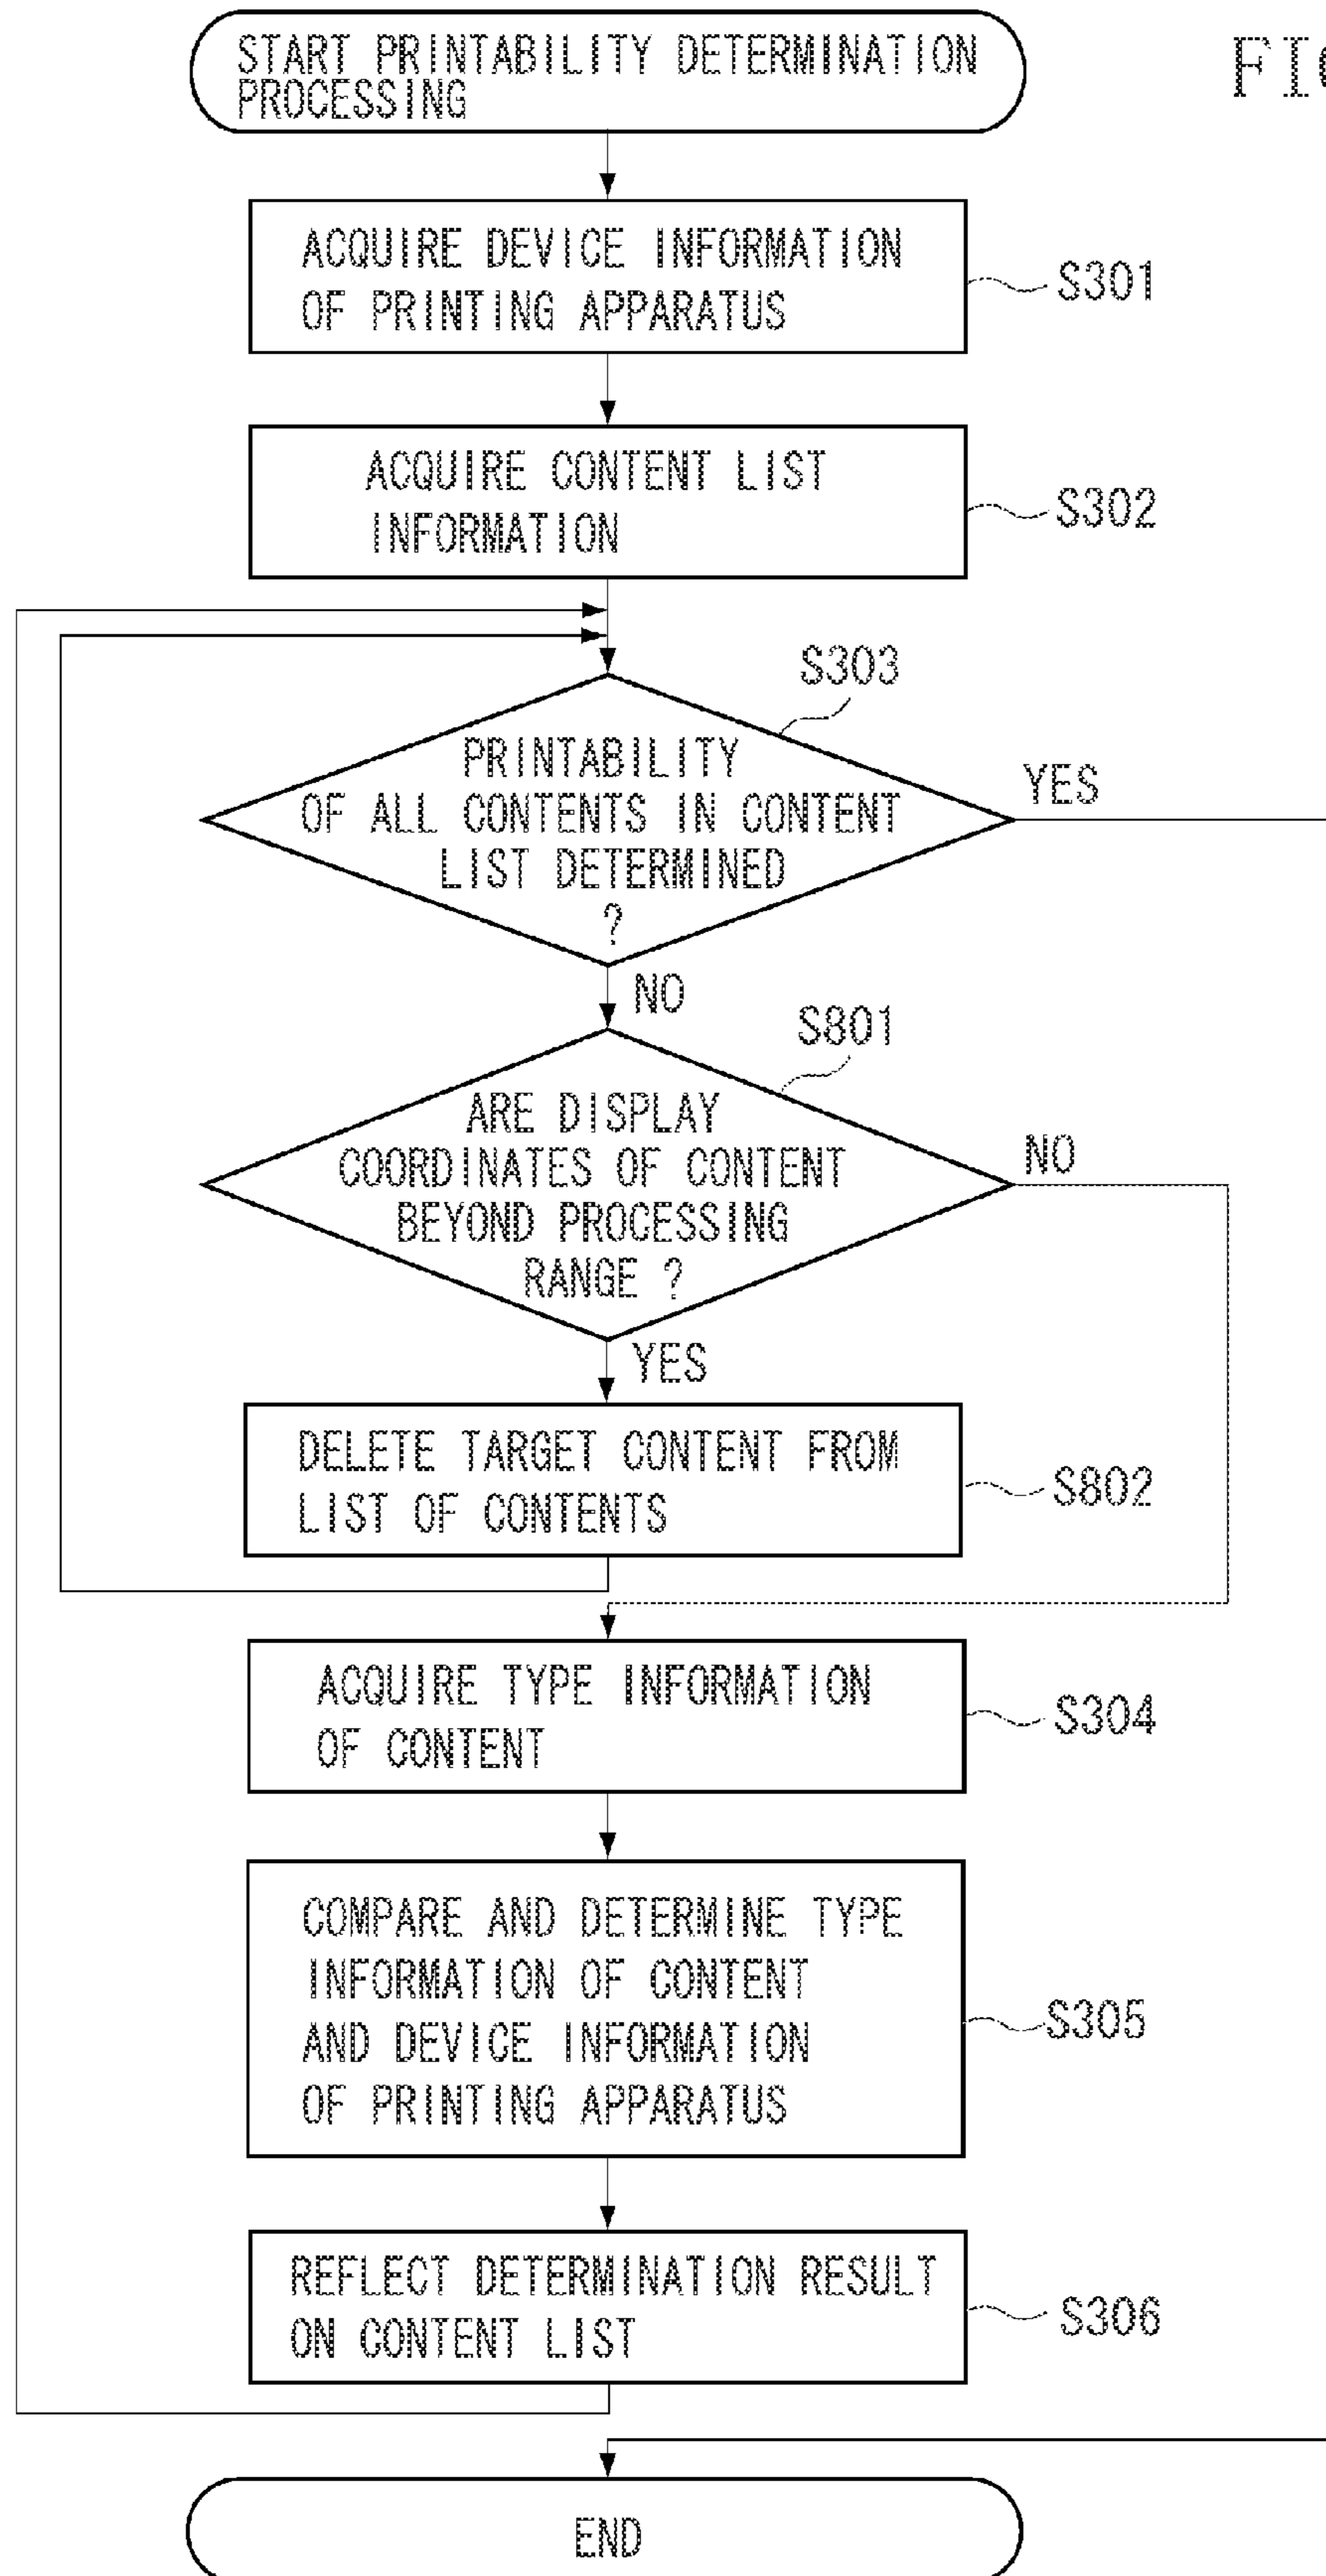 START PRINTABILITY DETERMINATION
PROCESSING
FIG
ACQUIRE DEVICE INFORMATION
OF PRINTING APPARATUS
S301
ACQUIRE CONTENT LIST
INFORMATION
S302
S303
PRINTABILITY
OF ALL CONTENTS IN CONTENT
LIST DETERMINED
?
YES
NO
S801
ARE DISPLAY
COORDINATES OF CONTENT
BEYOND PROCESSING
RANGE ?
NO
YES
DELETE TARGET CONTENT FROM
LIST OF CONTENTS
S802
ACQUIRE TYPE INFORMATION
OF CONTENT
S304
COMPARE AND DETERMINE TYPE
INFORMATION OF CONTENT
AND DEVICE INFORMATION
OF PRINTING APPARATUS
S305
REFLECT DETERMINATION RESULT
ON CONTENT LIST
S306
END